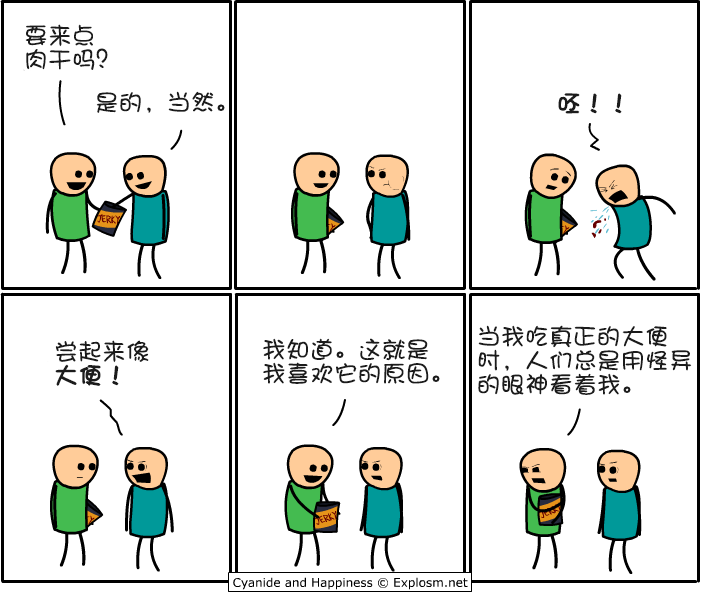 要来点
肉干吗?
是的，当然。
JERKY
呸！！
尝起来像
大便！
我知道。这就是
我喜欢它的原因。
JERKY
当我吃真正的大便
时，人们总是用怪异
的眼神看着我。
Cyanide and Happiness © Explosm.net